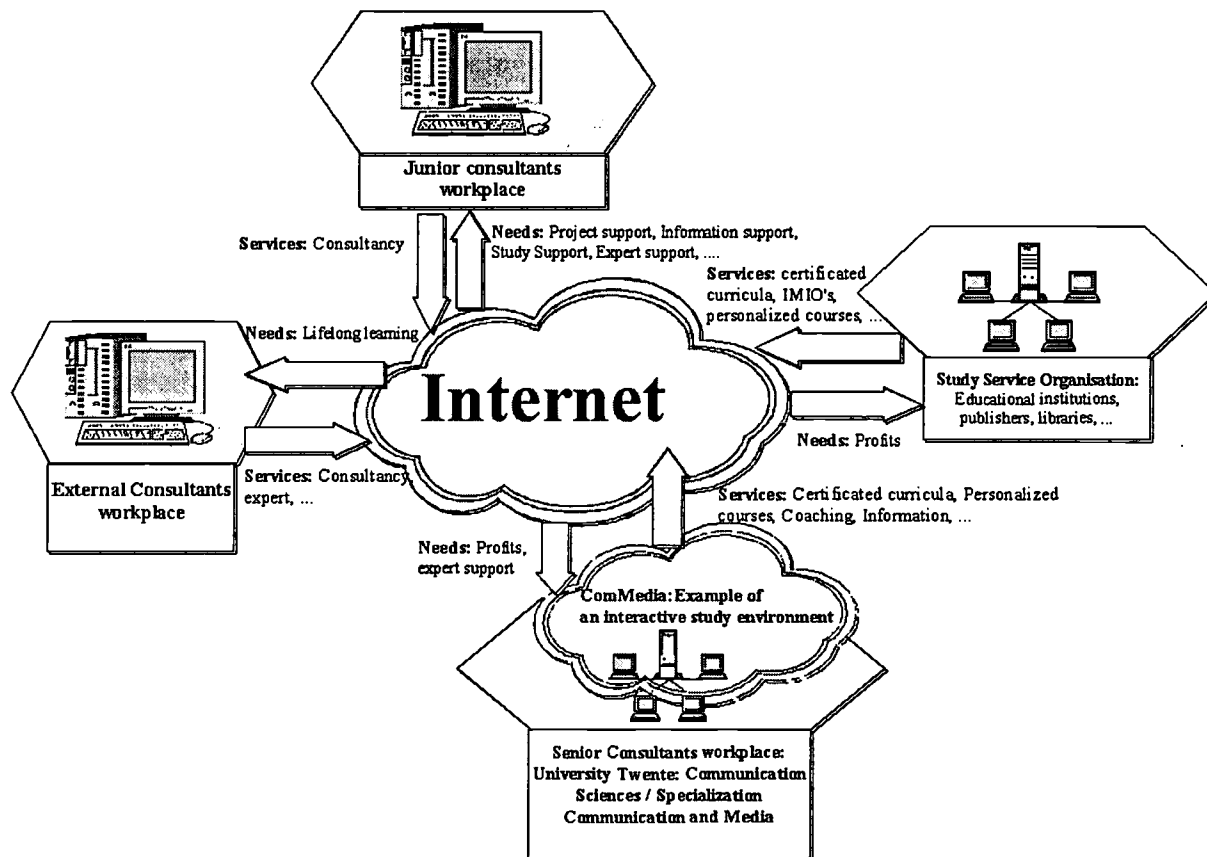 Junior consultants
workplace
Services: Consultancy
Needs: Project support, Information support,
Study Support, Expert support, ....
Services: certificated
curricula, IMIO's,
personalized courses, ...
Needs: Lifelong learning
Internet
Study Service Organisation:
Educational institutions,
publishers, libraries, ...
Needs: Profits
External Consultants
workplace
Services: Consultancy,
expert, ...
Services: Certificated curricula, Personalized
courses, Coaching, Information, ...
Needs: Profits,
expert support
ComMedia: Example of
an interactive study environment
Senior Consultants workplace:
University Twente: Communication
Sciences / Specialization
Communication and Media